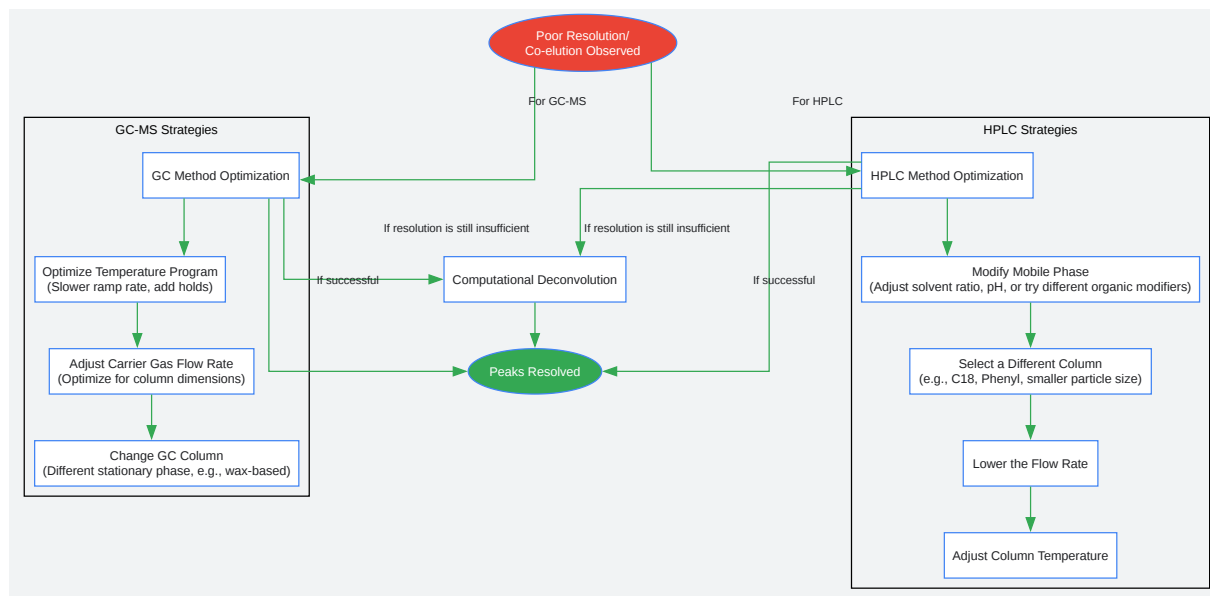 Poor Resolution/
Co-elution Observed
For GC-MS
For HPLC
GC-MS Strategies
GC Method Optimization
Optimize Temperature Program
(Slower ramp rate, add holds)
Adjust Carrier Gas Flow Rate
(Optimize for column dimensions)
Change GC Column
(Different stationary phase, e.g., wax-based)
If resolution is still insufficient
If resolution is still insufficient
If successful
Computational Deconvolution
If successful
Peaks Resolved
HPLC Strategies
HPLC Method Optimization
Modify Mobile Phase
(Adjust solvent ratio, pH, or try different organic modifiers)
Select a Different Column
(e.g., C18, Phenyl, smaller particle size)
Lower the Flow Rate
Adjust Column Temperature